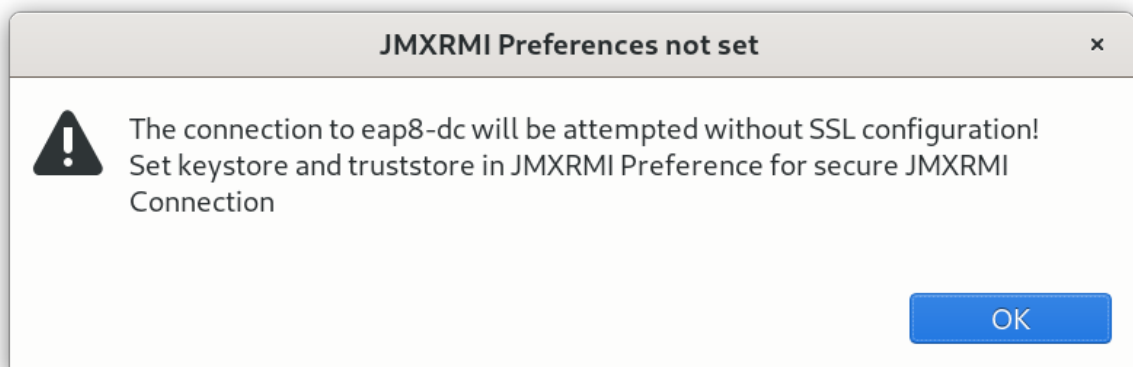 JMXRMI Preferences not set
×
The connection to eap8-dc will be attempted without SSL configuration!
Set keystore and truststore in JMXRMI Preference for secure JMXRMI
Connection
OK